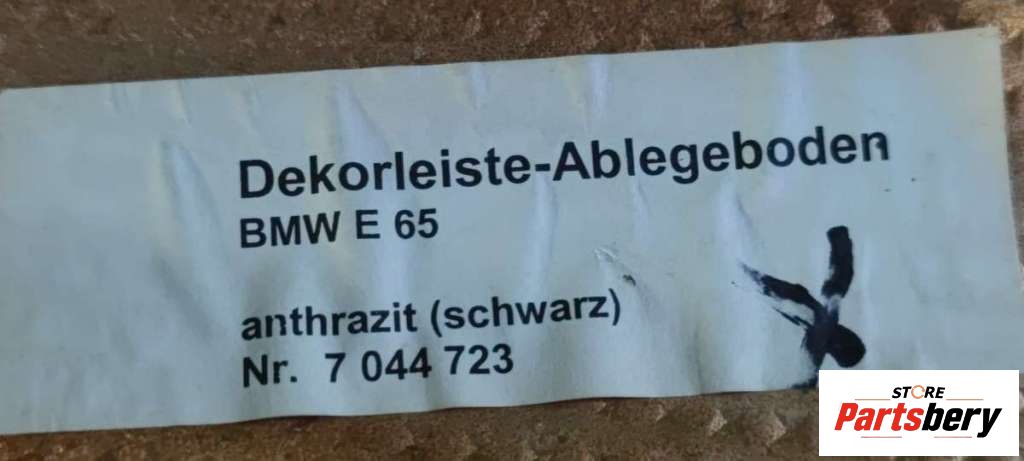 Dekorleiste-Ablegeboden
BMW E 65
anthrazit (schwarz)
Nr. 7 044 723
STORE
Partsbery